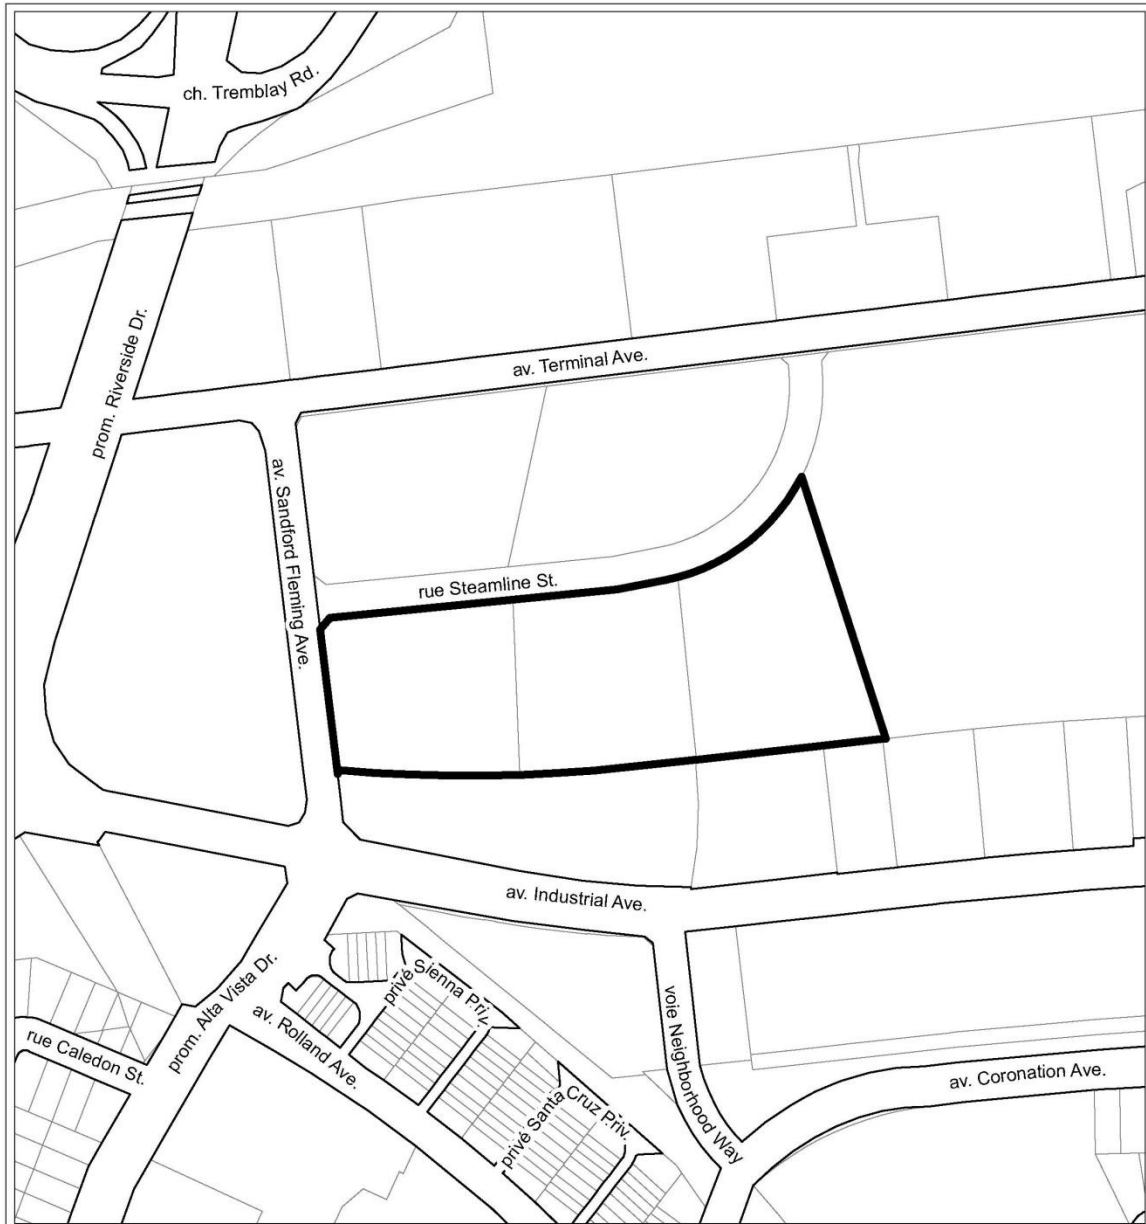 ch. Tremblay Rd.
prom. Riverside Dr.
av. Terminal Ave.
av. Sandford Fleming Ave.
rue Steamline St.
av. Industrial Ave.
privé Sienna Priv.
prom. Alta Vista Dr.
av. Rolland Ave.
rue Caledon St.
voie Neighborhood Way
av. Coronation Ave.
privé Santa Cruz Priv.